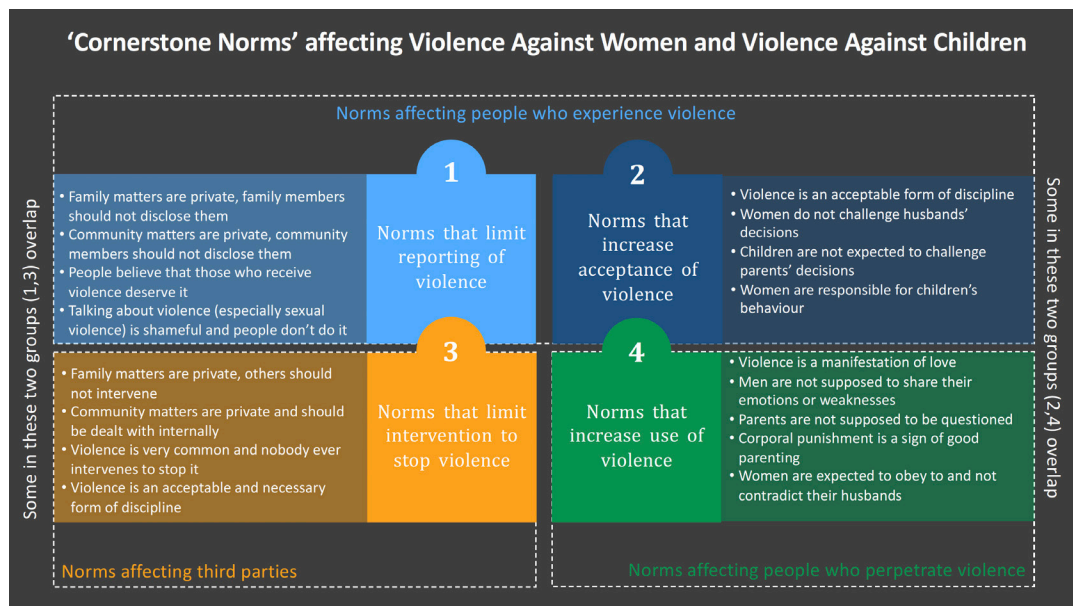 ‘Cornerstone Norms’ affecting Violence Against Women and Violence Against Children
Norms affecting people who experience violence
Some in these two groups (1,3) overlap
• Family matters are private, family members
should not disclose them
• Community matters are private, community
members should not disclose them
• People believe that those who receive
violence deserve it
• Talking about violence (especially sexual
violence) is shameful and people don’t do it
1
Norms that limit
reporting of
violence
2
Norms that
increase
acceptance of
violence
• Violence is an acceptable form of discipline
• Women do not challenge husbands’
decisions
• Children are not expected to challenge
parents’ decisions
• Women are responsible for children’s
behaviour
Some in these two groups (2,4) overlap
• Family matters are private, others should
not intervene
• Community matters are private and should
be dealt with internally
• Violence is very common and nobody ever
intervenes to stop it
• Violence is an acceptable and necessary
form of discipline
3
Norms that limit
intervention to
stop violence
4
Norms that
increase use of
violence
• Violence is a manifestation of love
• Men are not supposed to share their
emotions or weaknesses
• Parents are not supposed to be questioned
• Corporal punishment is a sign of good
parenting
• Women are expected to obey to and not
contradict their husbands
Norms affecting third parties
Norms affecting people who perpetrate violence